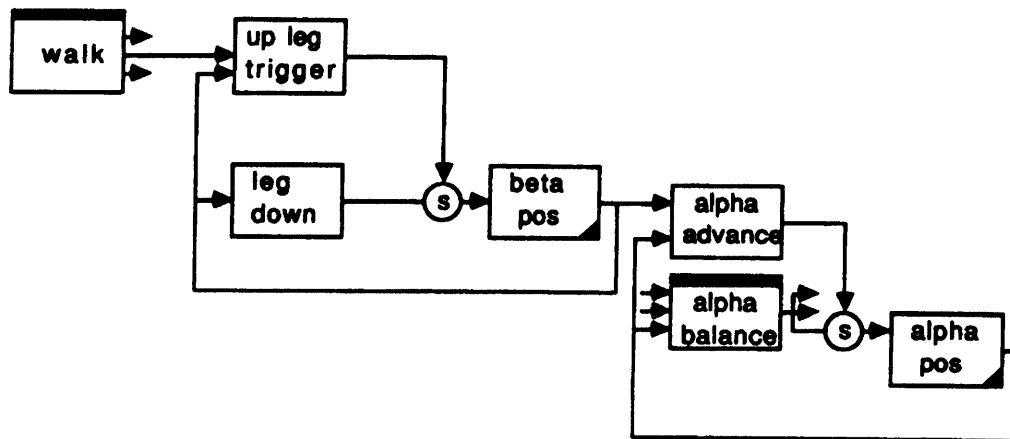 walk
up leg
trigger
leg
down
s
beta
pos
alpha
advance
alpha
balance
s
alpha
pos